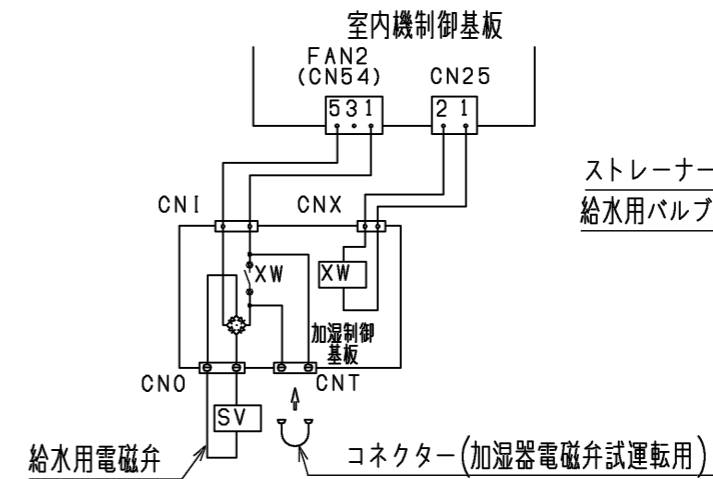 室内機制御基板
FAN2
(CN54)
CN25
531
21
ストレーナー
給水用バルブ
CNI
CNX
XW
XW
加湿制御
基板
CNO
CNT
SV
給水用電磁弁
コネクター(加湿器電磁弁試運転用)